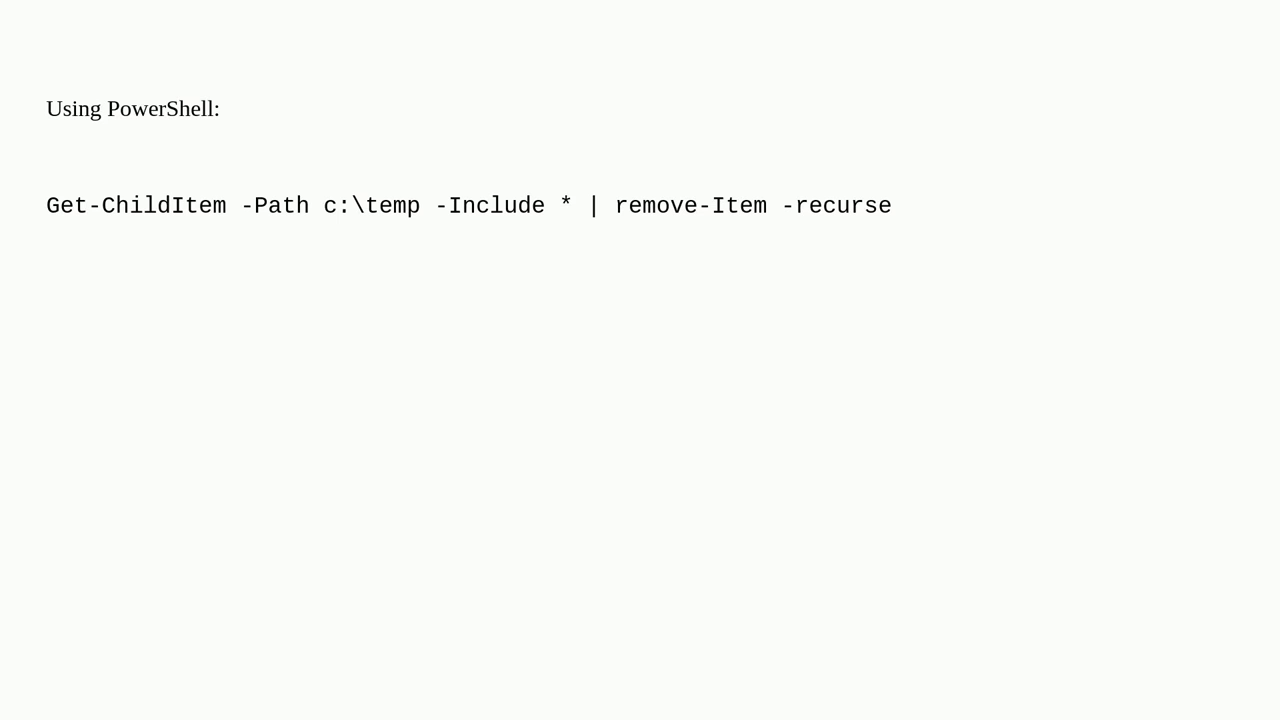 Using PowerShell:
Get-ChildItem -Path c:\temp -Include * | remove-Item -recurse